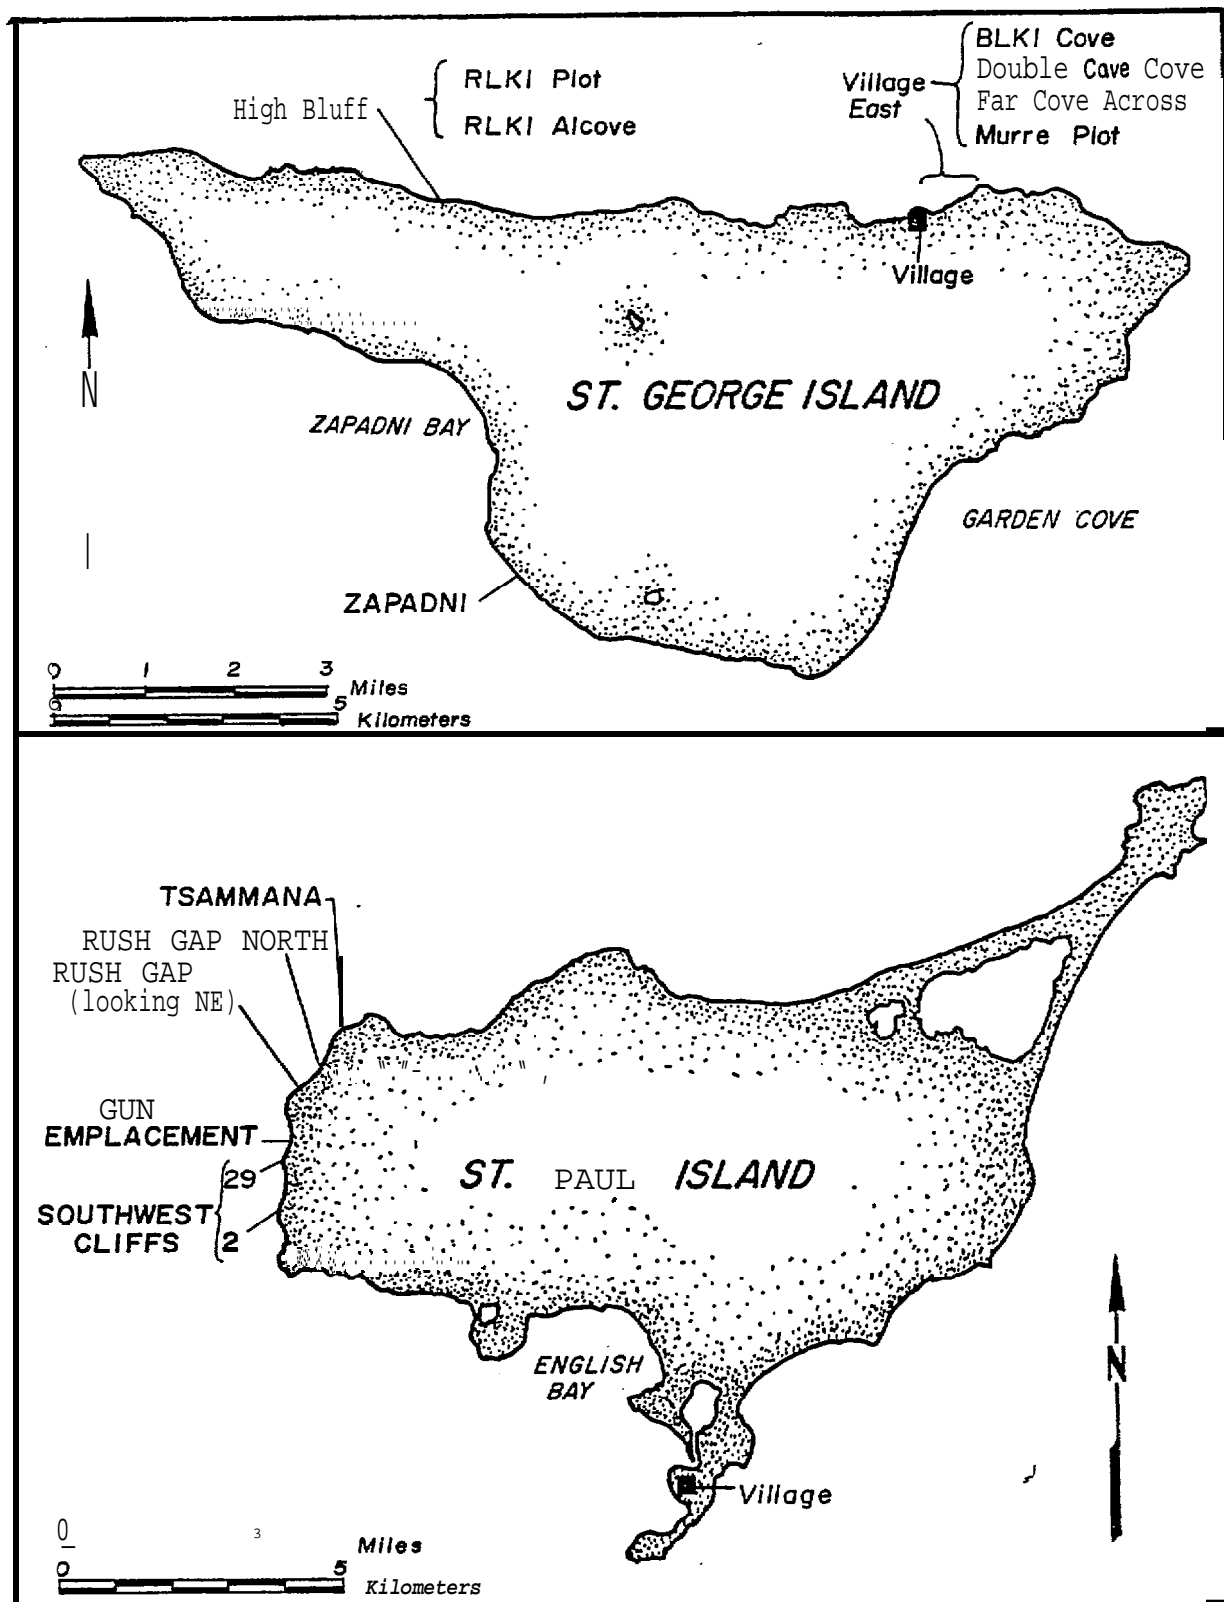 RLKI Plot
RLKI Alcove
High Bluff
Village
East
BLKI Cove
Double Cave Cove
Far Cove Across
Murre Plot
Village
N
ST. GEORGE ISLAND
ZAPADNI BAY
GARDEN COVE
ZAPADNI
0 1 2 3
Miles
0 5
Kilometers
TSAMMANA
RUSH GAP NORTH
RUSH GAP
(looking NE)
GUN
EMPLACEMENT
29
SOUTHWEST
CLIFFS
2
ST. PAUL ISLAND
ENGLISH
BAY
N
Village
0 3
Miles
0 5
Kilometers